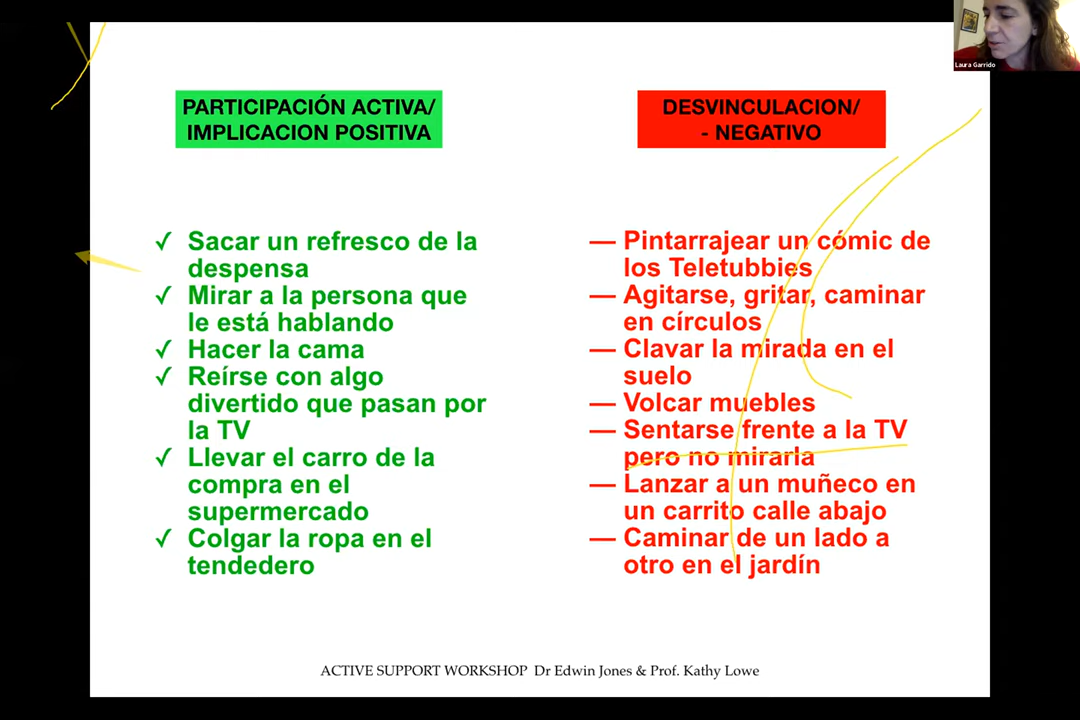 Laura Garrido
PARTICIPACIÓN ACTIVA/
IMPLICACION POSITIVA
✓ Sacar un refresco de la
despensa
✓ Mirar a la persona que
le está hablando
✓ Hacer la cama
✓ Reírse con algo
divertido que pasan por
la TV
✓ Llevar el carro de la
compra en el
supermercado
✓ Colgar la ropa en el
tendedero
DESVINCULACION/
- NEGATIVO
— Pintarrajear un cómic de
los Teletubbies
— Agitarse, gritar, caminar
en círculos
— Clavar la mirada en el
suelo
— Volcar muebles
— Sentarse frente a la TV
pero no mirarla
— Lanzar a un muñeco en
un carrito calle abajo
— Caminar de un lado a
otro en el jardín
ACTIVE SUPPORT WORKSHOP Dr Edwin Jones & Prof. Kathy Lowe